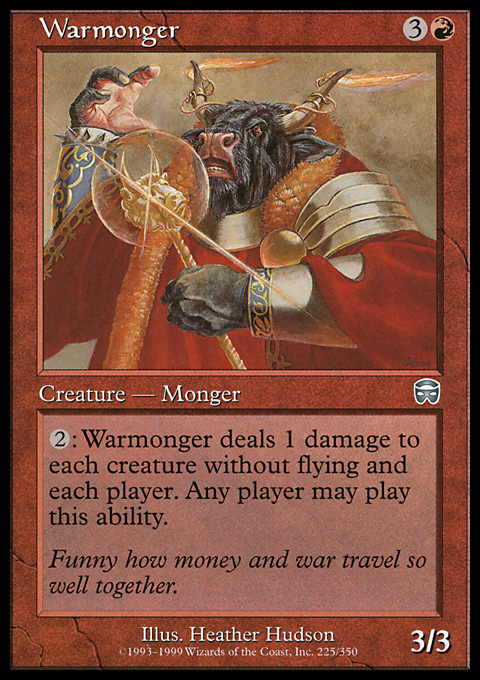 Warmonger 3
Creature — Monger
2: Warmonger deals 1 damage to
each creature without flying and
each player. Any player may play
this ability.
Funny how money and war travel so
well together.
Illus. Heather Hudson
©1993–1999 Wizards of the Coast, Inc. 225/350
3/3